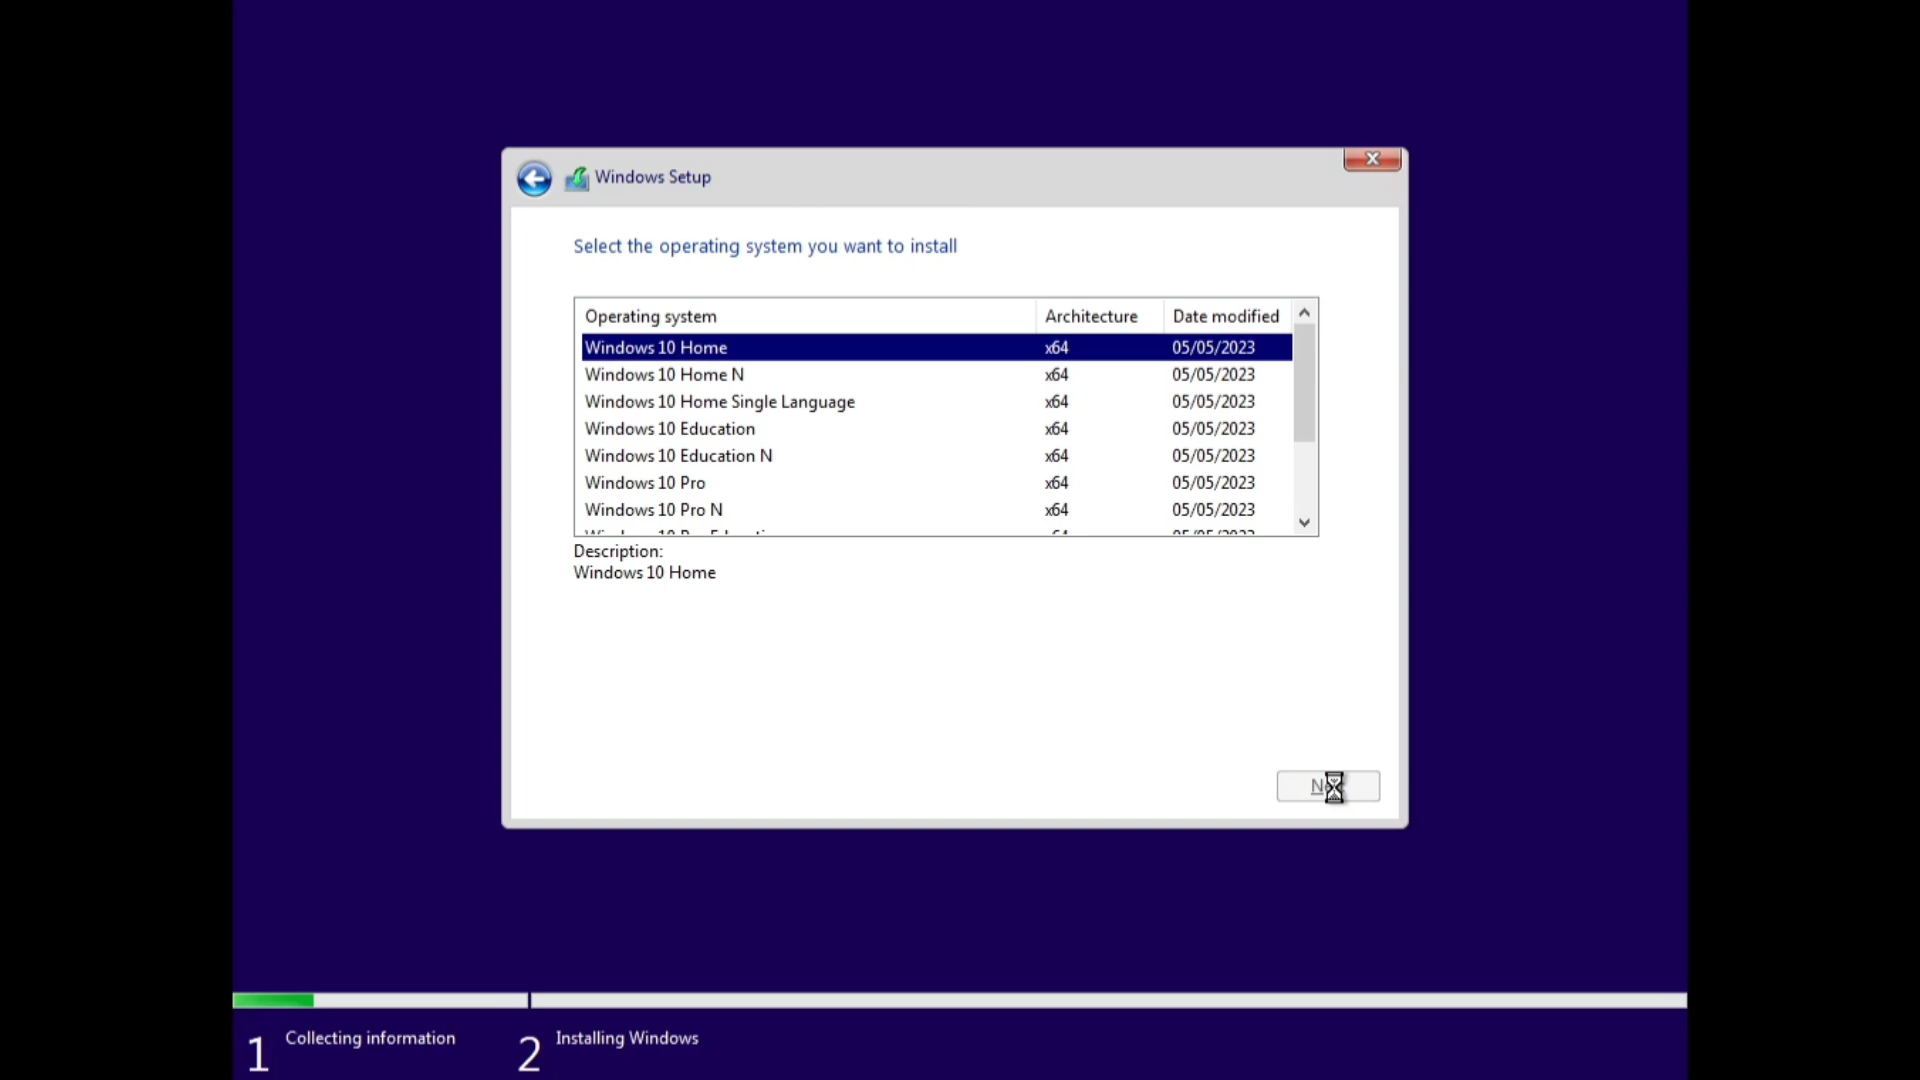 Windows Setup
Select the operating system you want to install
Operating system Architecture Date modified
Windows 10 Home x64 05/05/2023
Windows 10 Home N x64 05/05/2023
Windows 10 Home Single Language x64 05/05/2023
Windows 10 Education x64 05/05/2023
Windows 10 Education N x64 05/05/2023
Windows 10 Pro x64 05/05/2023
Windows 10 Pro N x64 05/05/2023
Description:
Windows 10 Home
1 Collecting information 2 Installing Windows